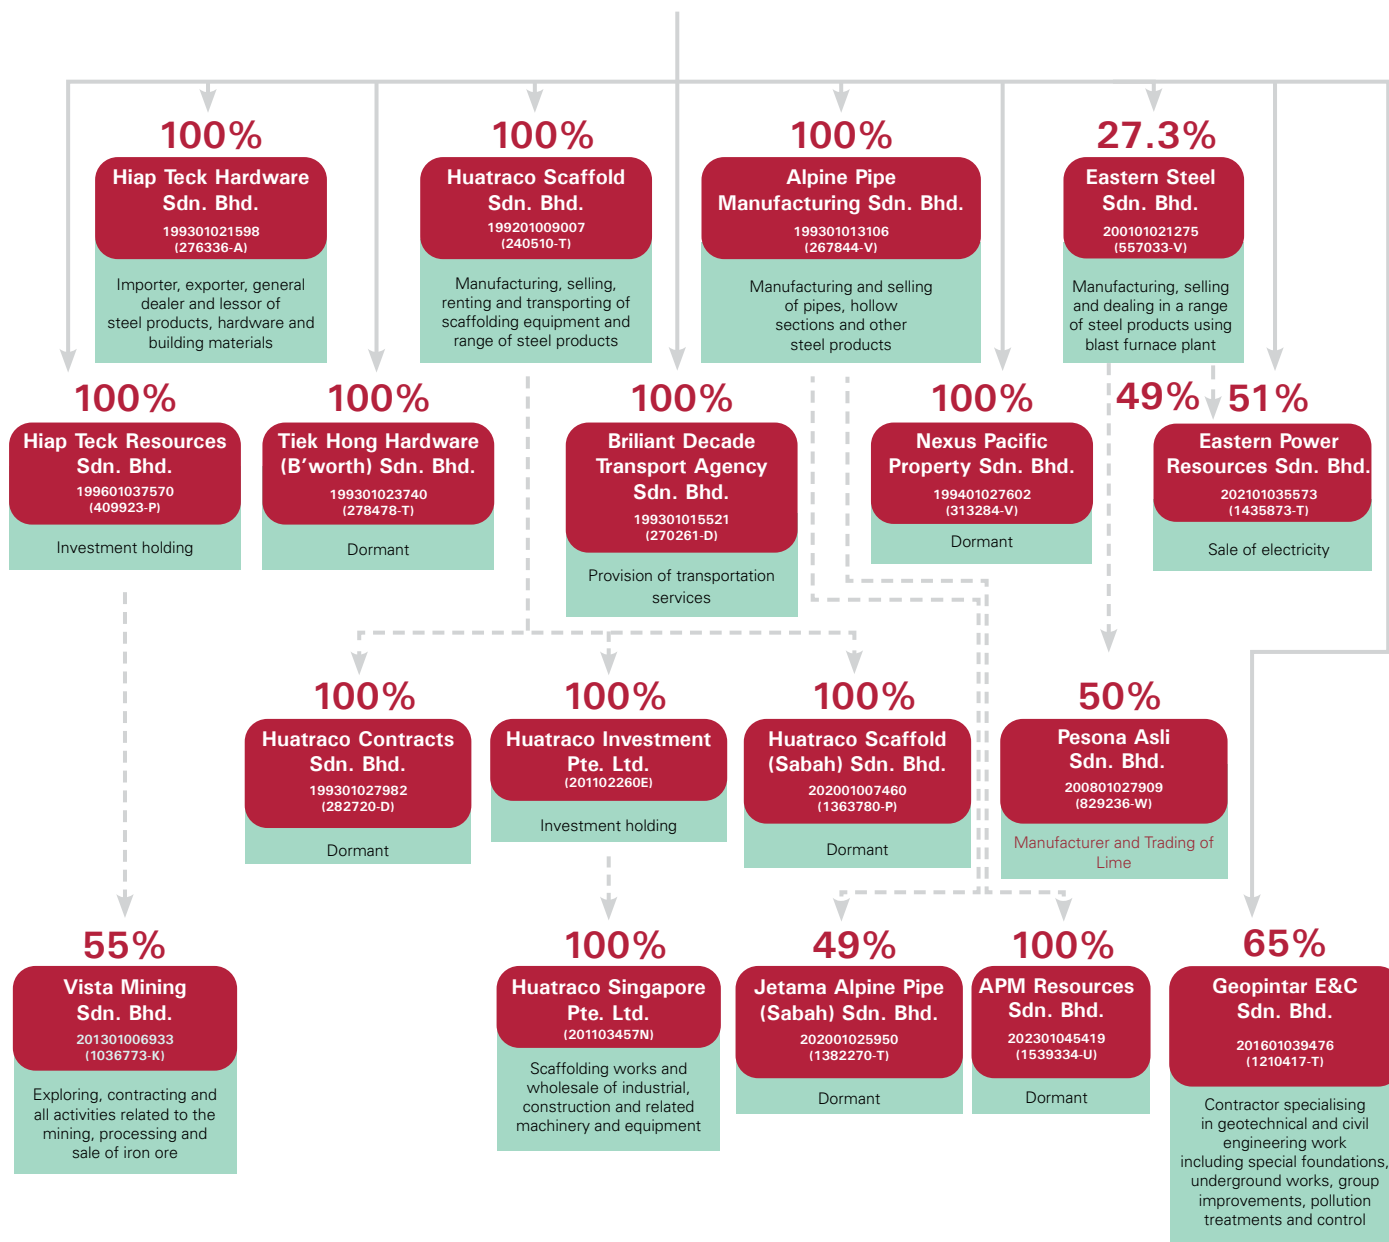 100%
Hiap Teck Hardware
Sdn. Bhd.
199301021598
(276336-A)
Importer, exporter, general
dealer and lessor of
steel products, hardware and
building materials
100%
Huatraco Scaffold
Sdn. Bhd.
199201009007
(240510-T)
Manufacturing, selling,
renting and transporting of
scaffolding equipment and
range of steel products
100%
Alpine Pipe
Manufacturing Sdn. Bhd.
199301013106
(267844-V)
Manufacturing and selling
of pipes, hollow
sections and other
steel products
27.3%
Eastern Steel
Sdn. Bhd.
200101021275
(557033-V)
Manufacturing, selling
and dealing in a range
of steel products using
blast furnace plant
100%
Hiap Teck Resources
Sdn. Bhd.
199601037570
(409923-P)
Investment holding
100%
Tiek Hong Hardware
(B'worth) Sdn. Bhd.
199301023740
(278478-T)
Dormant
100%
Briliant Decade
Transport Agency
Sdn. Bhd.
199301015521
(270261-D)
Provision of transportation
services
100%
Nexus Pacific
Property Sdn. Bhd.
199401027602
(313284-V)
Dormant
49% 51%
Eastern Power
Resources Sdn. Bhd.
202101035573
(1435873-T)
Sale of electricity
100%
Huatraco Contracts
Sdn. Bhd.
199301027982
(282720-D)
Dormant
100%
Huatraco Investment
Pte. Ltd.
(201102260E)
Investment holding
100%
Huatraco Scaffold
(Sabah) Sdn. Bhd.
202001007460
(1363780-P)
Dormant
50%
Pesona Asli
Sdn. Bhd.
200801027909
(829236-W)
Manufacturer and Trading of
Lime
55%
Vista Mining
Sdn. Bhd.
201301006933
(1036773-K)
Exploring, contracting and
all activities related to the
mining, processing and
sale of iron ore
100%
Huatraco Singapore
Pte. Ltd.
(201103457N)
Scaffolding works and
wholesale of industrial,
construction and related
machinery and equipment
49%
Jetama Alpine Pipe
(Sabah) Sdn. Bhd.
202001025950
(1382270-T)
Dormant
100%
APM Resources
Sdn. Bhd.
202301045419
(1539334-U)
Dormant
65%
Geopintar E&C
Sdn. Bhd.
201601039476
(1210417-T)
Contractor specialising
in geotechnical and civil
engineering work
including special foundations,
underground works, group
improvements, pollution
treatments and control